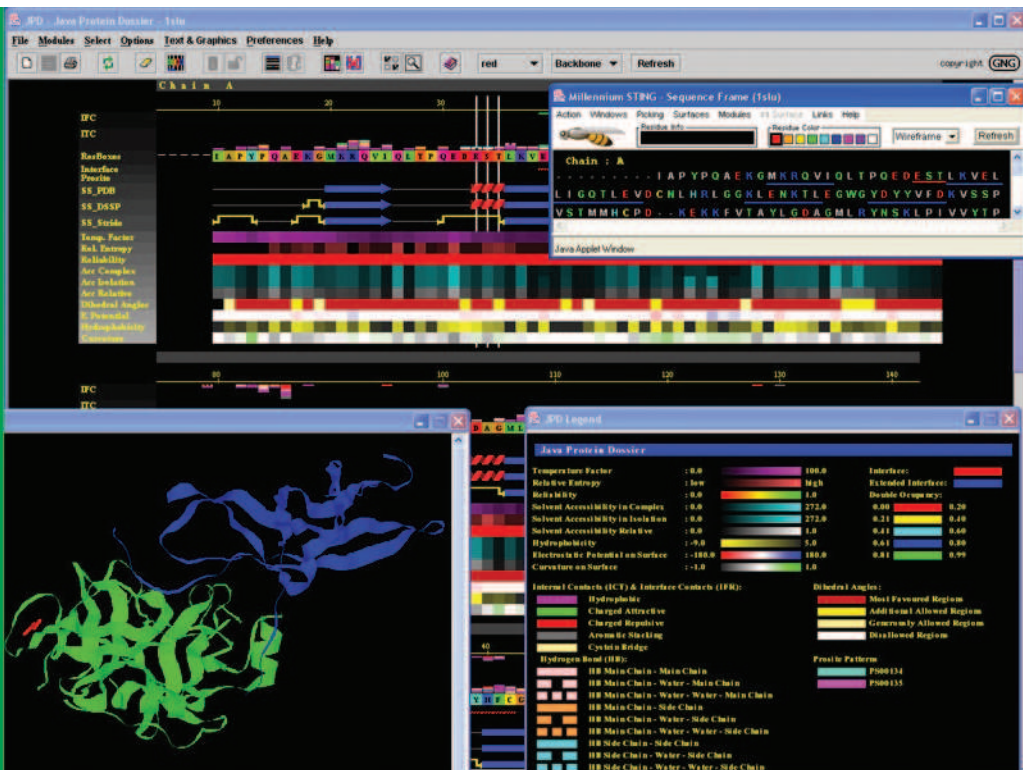 JPD - Java Protein Dossier - 1slu
File Modules Select Options Text & Graphics Preferences Help
red Backbone Refresh copyright GNG
Chain A
10 20 30
IFC
ITC
ResBoxes I A P Y P Q A E K G M K R Q V I Q L T P Q E D E S T L K V E
Interface
Prosite
SS_PDB
SS_DSSP
SS_Stride
Temp. Factor
Rel. Entropy
Reliability
Acc Complex
Acc Isolation
Acc Relative
Dihedral Angles
E. Potential
Hydrophobicity
Curvature
Millennium STING - Sequence Frame (1slu)
Action Windows Picking Surfaces Modules Links Help
Residue Info
Residue Color
Wireframe Refresh
Chain : A
. . . . . . . . . I A P Y P Q A E K G M K R Q V I Q L T P Q E D E S T L K V E L
L I G Q T L E V D C N L H R L G G K L E N K T L E G W G Y D Y Y V F D K V S S P
V S T M M H C P D . . K E K K F V T A Y L G D A G M L R Y N S K L P I V V Y T P
Java Applet Window
80 100 120 130 140
IFC
ITC
D A G M L
40
Y H F C G
JPD Legend
Java Protein Dossier
Temperature Factor : 0.0 100.0
Relative Entropy : low high
Reliability : 0.0 1.0
Solvent Accessibility in Complex : 0.0 272.0
Solvent Accessibility in Isolation : 0.0 272.0
Solvent Accessibility Relative : 0.0 1.0
Hydrophobicity : -9.0 5.0
Electrostatic Potential on Surface : -180.0 180.0
Curvature on Surface : -1.0 1.0
Interface:
Extended Interface:
Double Ocupancy:
0.00 0.20
0.21 0.40
0.41 0.60
0.61 0.80
0.81 0.99
Internal Contacts (ICT) & Interface Contacts (IFR):
Hydrophobic
Charged Attractive
Charged Repulsive
Aromatic Stacking
Cystein Bridge
Hydrogen Bond (HB):
HB Main Chain - Main Chain
HB Main Chain - Water - Main Chain
HB Main Chain - Water - Water - Main Chain
HB Main Chain - Side Chain
HB Main Chain - Water - Side Chain
HB Main Chain - Water - Water - Side Chain
HB Side Chain - Side Chain
HB Side Chain - Water - Side Chain
HB Side Chain - Water - Water - Side Chain
Dihedral Angles:
Most Favoured Regions
Additional Allowed Regions
Generously Allowed Regions
Disallowed Regions
Prosite Patterns
PS00134
PS00135